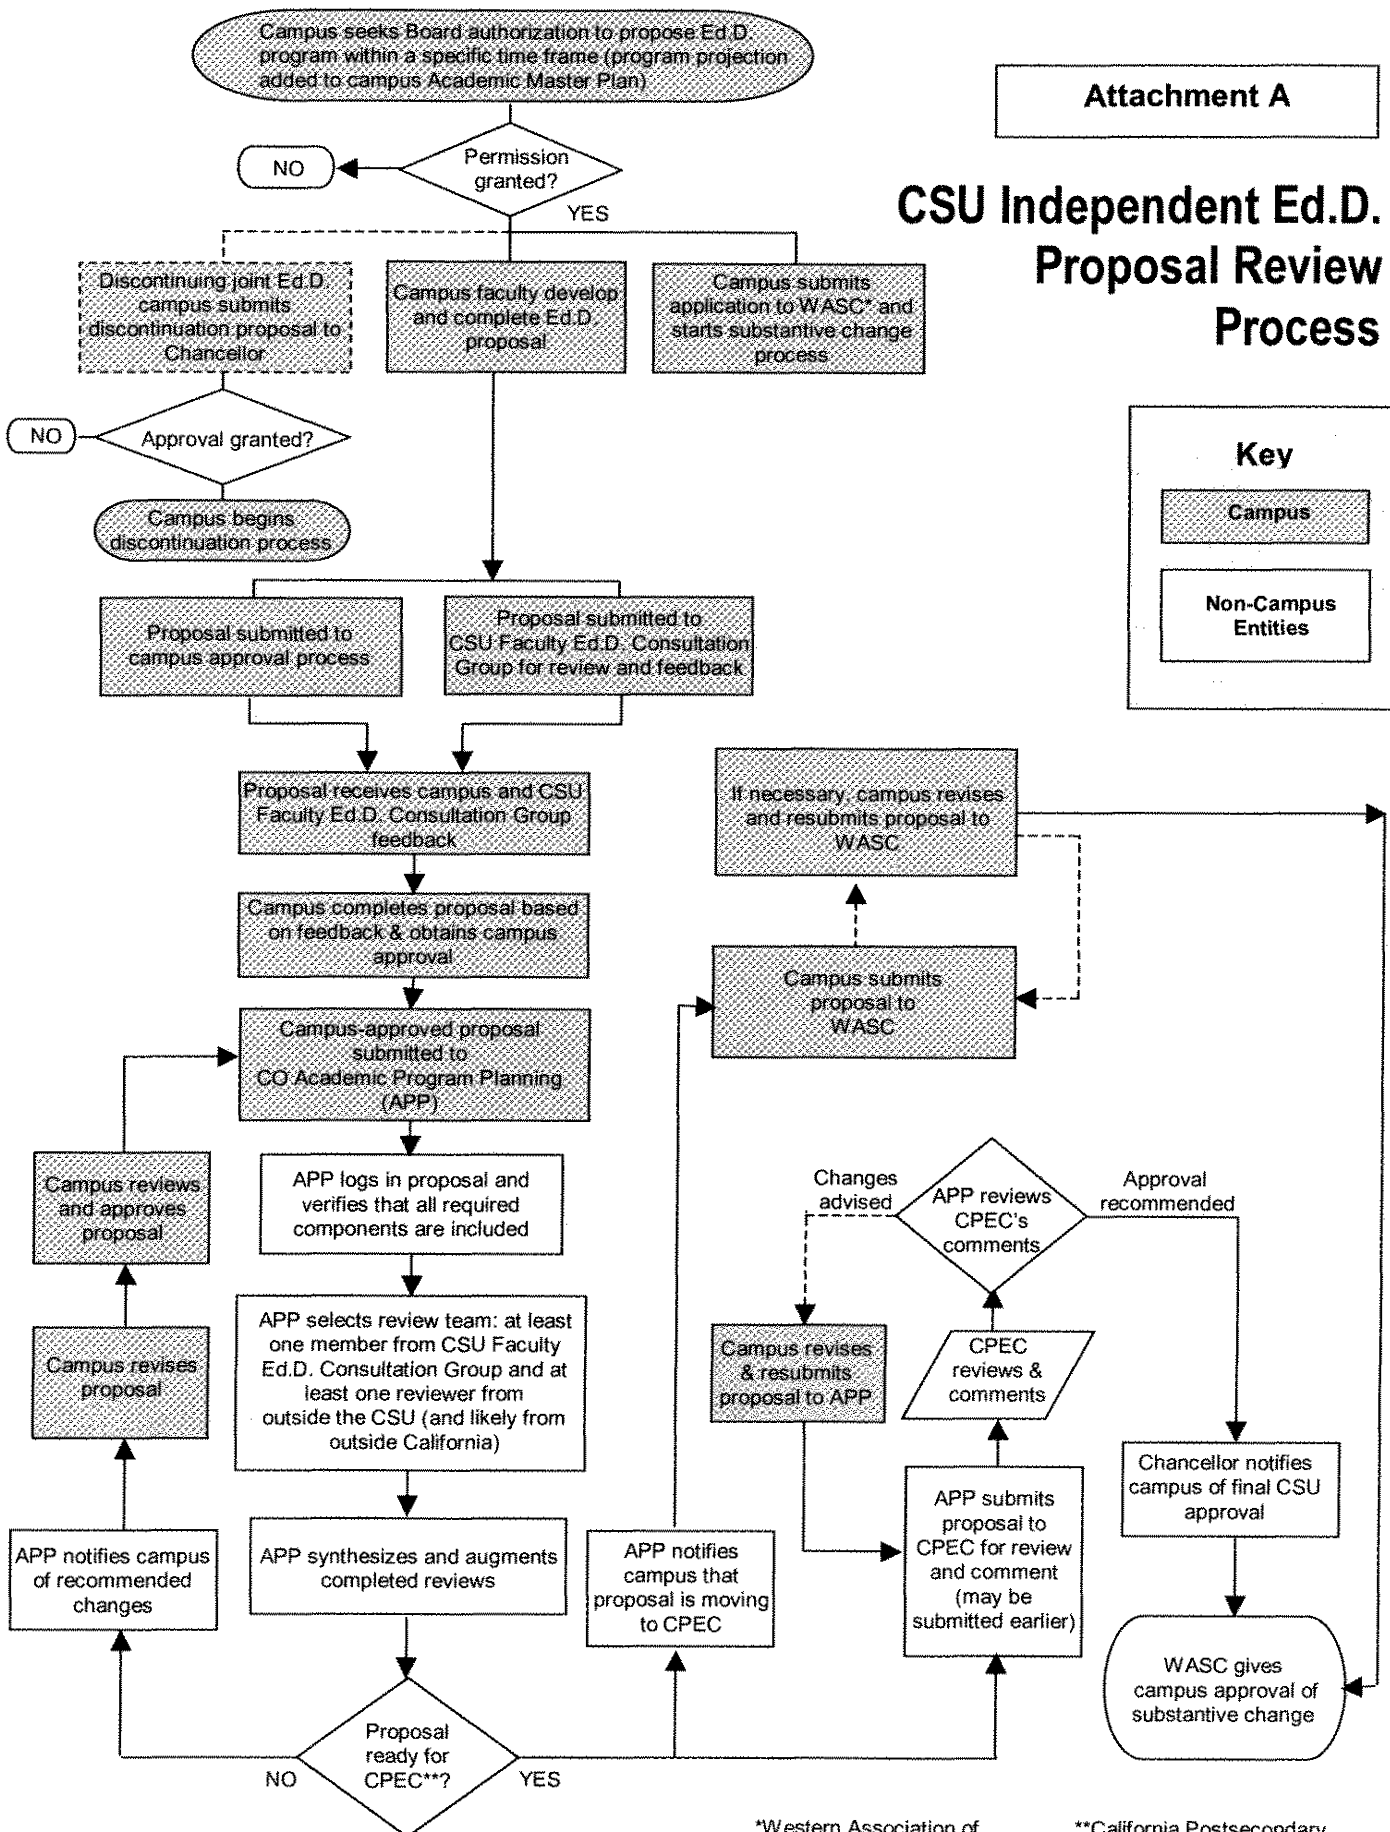 Campus seeks Board authorization to propose Ed.D.
program within a specific time frame (program projection
added to campus Academic Master Plan)
Attachment A
CSU Independent Ed.D.
Proposal Review
Process
Permission
granted?
NO
YES
Discontinuing joint Ed.D.
campus submits
discontinuation proposal to
Chancellor
Campus faculty develop
and complete Ed.D.
proposal
Campus submits
application to WASC* and
starts substantive change
process
NO
Approval granted?
Campus begins
discontinuation process
Key
Campus
Non-Campus
Entities
Proposal submitted to
campus approval process
Proposal submitted to
CSU Faculty Ed.D. Consultation
Group for review and feedback
Proposal receives campus and CSU
Faculty Ed.D. Consultation Group
feedback
Campus completes proposal based
on feedback & obtains campus
approval
Campus-approved proposal
submitted to
CO Academic Program Planning
(APP)
If necessary, campus revises
and resubmits proposal to
WASC
Campus submits
proposal to
WASC
Campus reviews
and approves
proposal
Campus revises
proposal
APP notifies campus
of recommended
changes
APP logs in proposal and
verifies that all required
components are included
APP selects review team: at least
one member from CSU Faculty
Ed.D. Consultation Group and at
least one reviewer from
outside the CSU (and likely from
outside California)
APP synthesizes and augments
completed reviews
Proposal
ready for
CPEC**?
NO
YES
APP notifies
campus that
proposal is moving
to CPEC
Changes
advised
APP reviews
CPEC's
comments
Approval
recommended
Campus revises
& resubmits
proposal to APP
CPEC
reviews &
comments
APP submits
proposal to
CPEC for review
and comment
(may be
submitted earlier)
Chancellor notifies
campus of final CSU
approval
WASC gives
campus approval of
substantive change
*Western Association of
**California Postsecondary